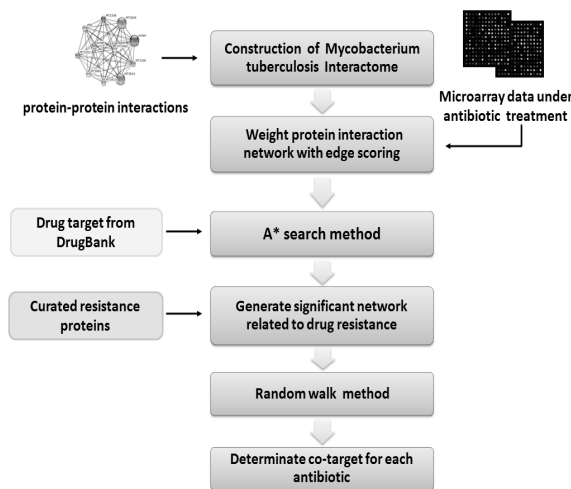 protein-protein interactions
Construction of Mycobacterium
tuberculosis Interactome
Microarray data under
antibiotic treatment
Weight protein interaction
network with edge scoring
Drug target from
DrugBank
A* search method
Curated resistance
proteins
Generate significant network
related to drug resistance
Random walk method
Determinate co-target for each
antibiotic